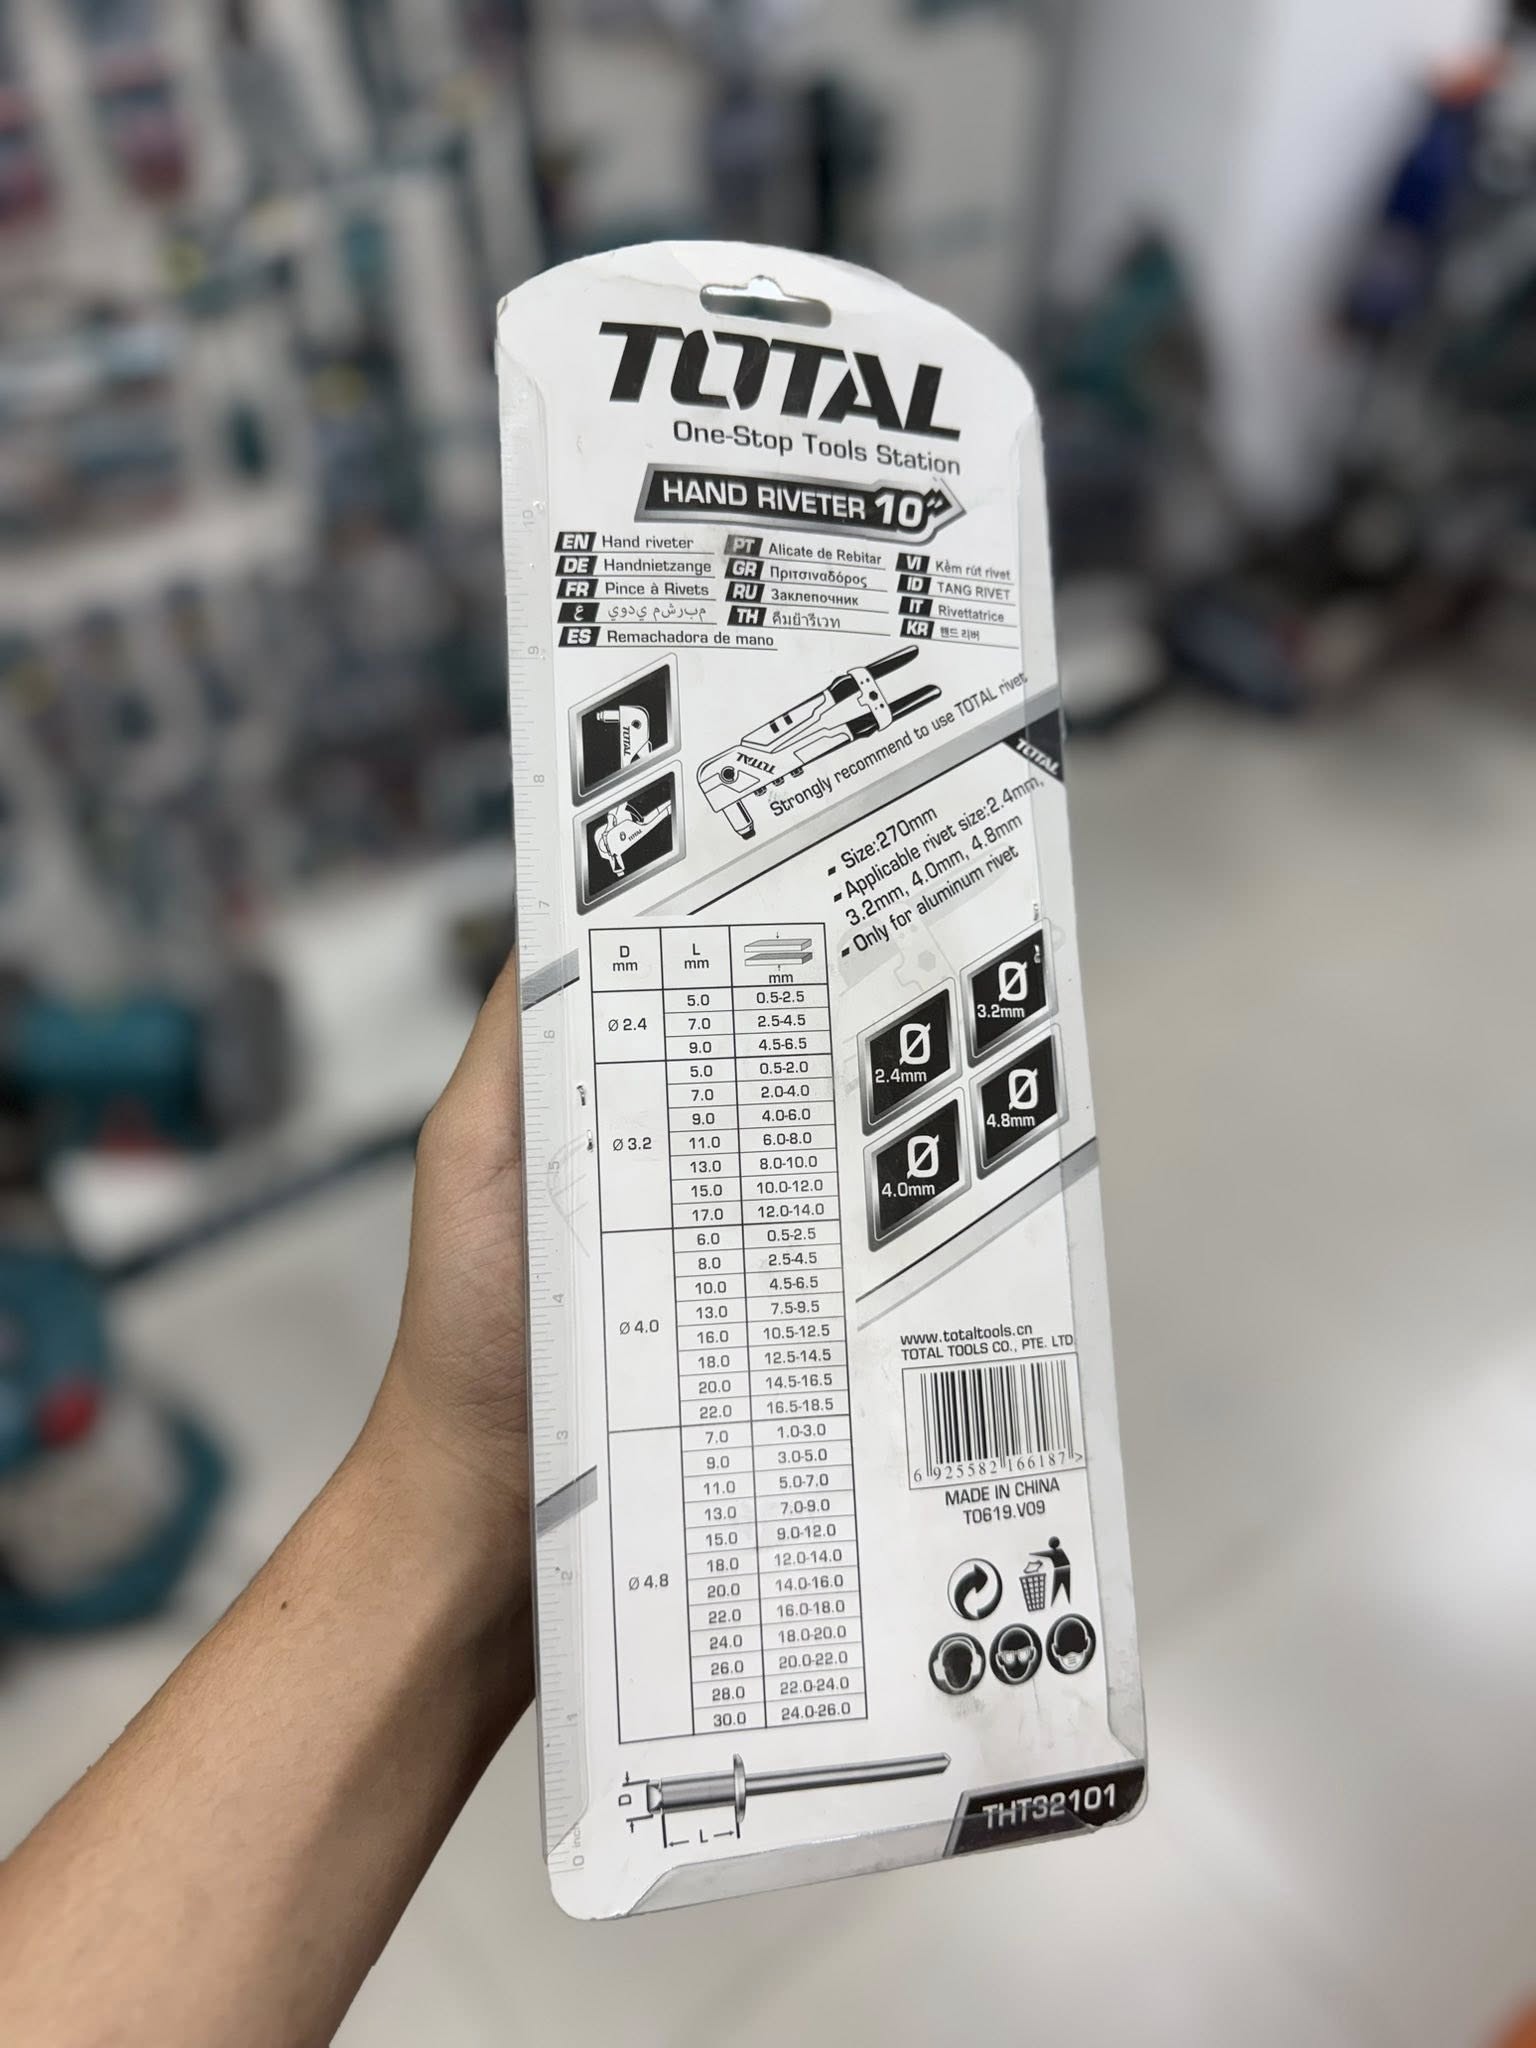 TOTAL
One-Stop Tools Station
HAND RIVETER 10"
EN Hand riveter
DE Handnietzange
FR Pince à Rivets
ع م ي ش ر ب م ي و د ي
ES Remachadora de mano
PT Alicate de Rebitar
GR Πριτσιναδόρος
RU Заклепочник
TH คีมย้ำรีเวท
VI Kềm rút rivet
ID TANG RIVET
IT Rivettatrice
KR 핸드 리버
TOTAL
TOTAL
TOTAL
Strongly recommend to use TOTAL rivet
TOTAL
Size:270mm
Applicable rivet size:2.4mm,
3.2mm, 4.0mm, 4.8mm
Only for aluminum rivet
D mm L mm mm
Ø 2.4
5.0 0.5-2.5
7.0 2.5-4.5
9.0 4.5-6.5
Ø 3.2
5.0 0.5-2.0
7.0 2.0-4.0
9.0 4.0-6.0
11.0 6.0-8.0
13.0 8.0-10.0
15.0 10.0-12.0
17.0 12.0-14.0
Ø 4.0
6.0 0.5-2.5
8.0 2.5-4.5
10.0 4.5-6.5
13.0 7.5-9.5
16.0 10.5-12.5
18.0 12.5-14.5
20.0 14.5-16.5
22.0 16.5-18.5
Ø 4.8
7.0 1.0-3.0
9.0 3.0-5.0
11.0 5.0-7.0
13.0 7.0-9.0
15.0 9.0-12.0
18.0 12.0-14.0
20.0 14.0-16.0
22.0 16.0-18.0
24.0 18.0-20.0
26.0 20.0-22.0
28.0 22.0-24.0
30.0 24.0-26.0
Ø 2.4mm
Ø 3.2mm
Ø 4.0mm
Ø 4.8mm
www.totaltools.cn
TOTAL TOOLS CO., PTE. LTD
6 925582 166187 >
MADE IN CHINA
T0619.V09
D
L
THT32101
10
9
8
7
6
5
4
3
2
1
0 inch